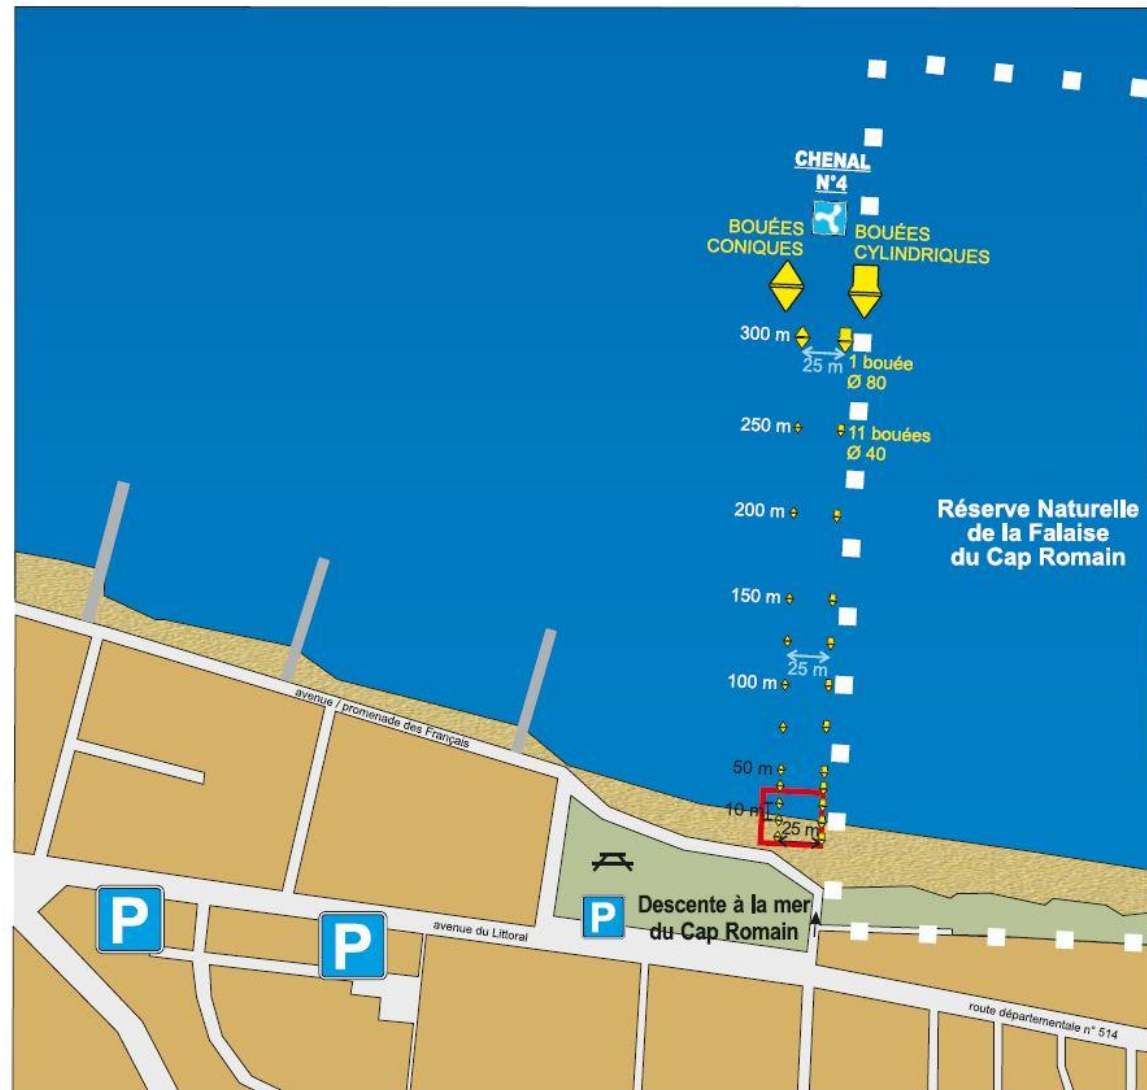 CHENAL
N°4
BOUÉES
CONIQUES
BOUÉES
CYLINDRIQUES
300 m
25 m
1 bouée
Ø 80
250 m
11 bouées
Ø 40
200 m
Réserve Naturelle
de la Falaise
du Cap Romain
150 m
25 m
100 m
50 m
10 m
25 m
avenue / promenade des Français
P
P
P
Descente à la mer
du Cap Romain
avenue du Littoral
route départementale n° 514